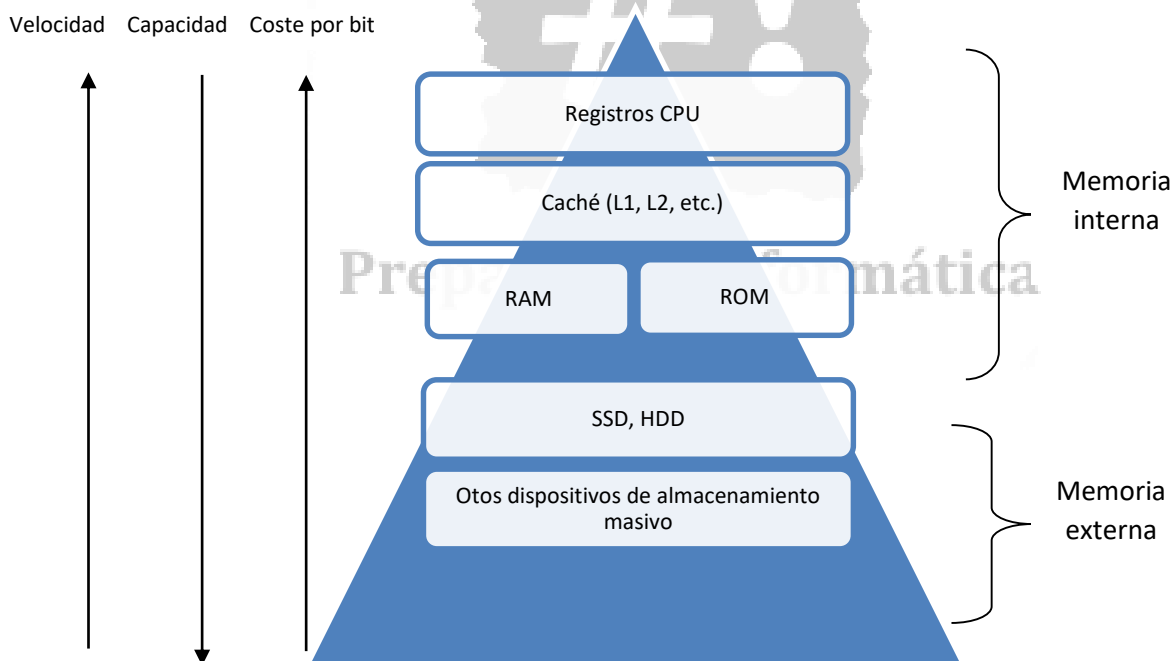 Velocidad Capacidad Coste por bit
Registros CPU
Caché (L1, L2, etc.)
Memoria
interna
RAM
ROM
SSD, HDD
Otos dispositivos de almacenamiento
masivo
Memoria
externa